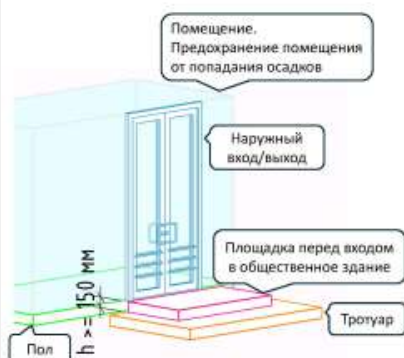 Помещение.
Предохранение помещения
от попадания осадков
Наружный
вход/выход
Площадка перед входом
в общественное здание
Тротуар
h >= 150 мм
Пол